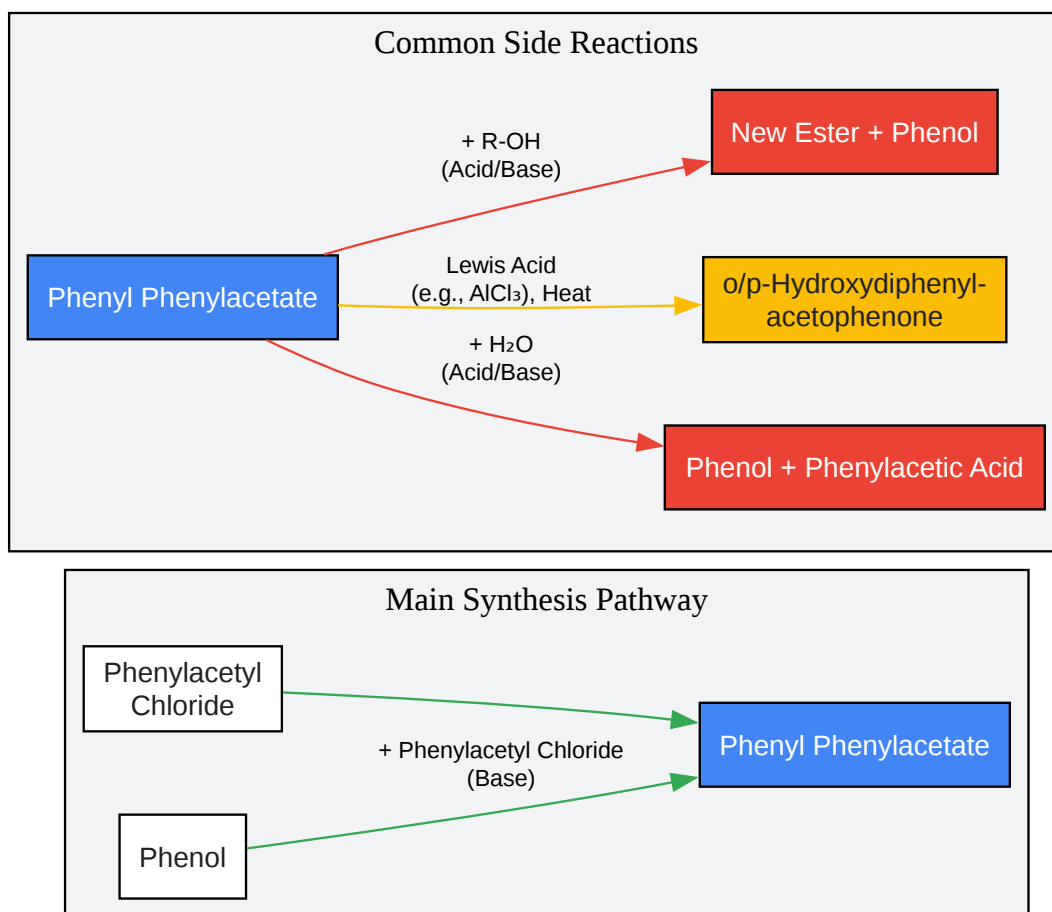 Common Side Reactions
+ R-OH
(Acid/Base)
New Ester + Phenol
Phenyl Phenylacetate
Lewis Acid
(e.g., AlCl₃), Heat
o/p-Hydroxydiphenyl-
acetophenone
+ H₂O
(Acid/Base)
Phenol + Phenylacetic Acid
Main Synthesis Pathway
Phenylacetyl
Chloride
+ Phenylacetyl Chloride
(Base)
Phenyl Phenylacetate
Phenol